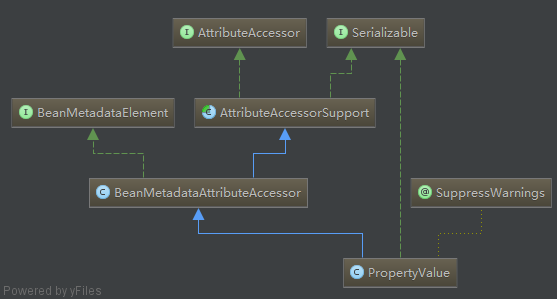 AttributeAccessor
Serializable
BeanMetadataElement
AttributeAccessorSupport
BeanMetadataAttributeAccessor
SuppressWarnings
PropertyValue
Powered by yFiles